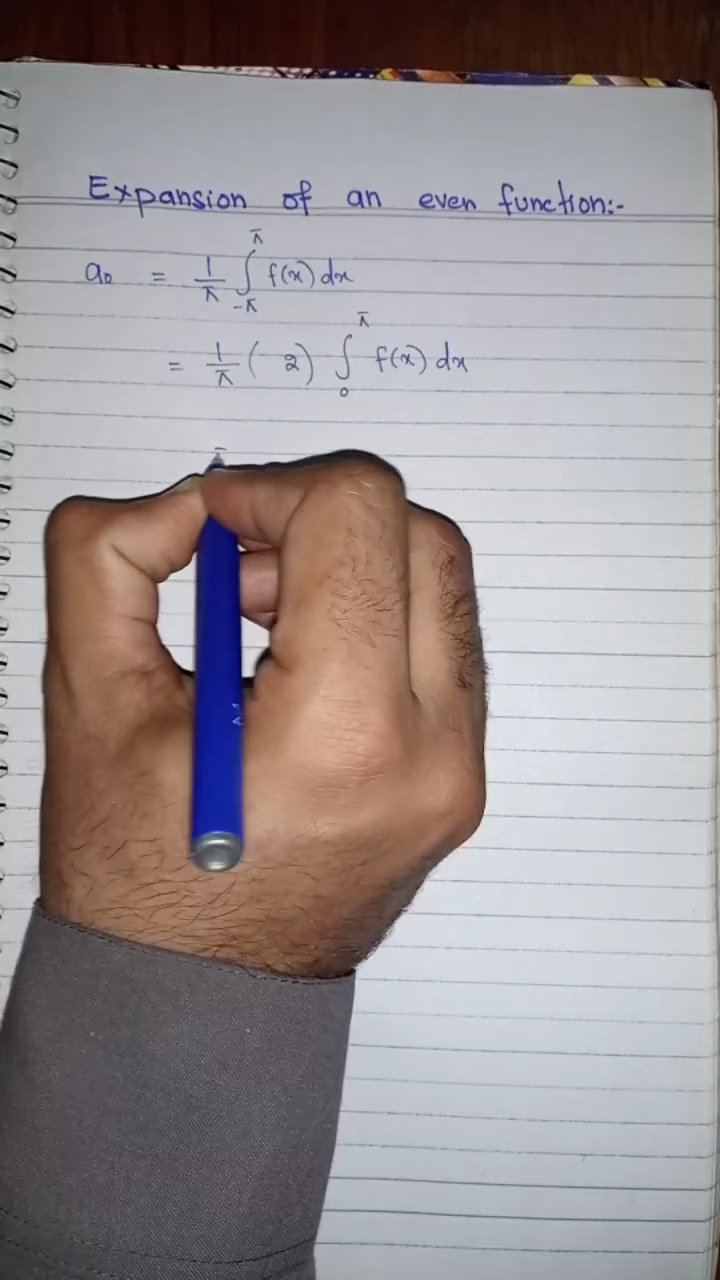 Expansion of an even function:-
a₀ = 1/π ∫_{-π}^{π} f(x) dx
= 1/π ( 2) ∫_{0}^{π} f(x) dx